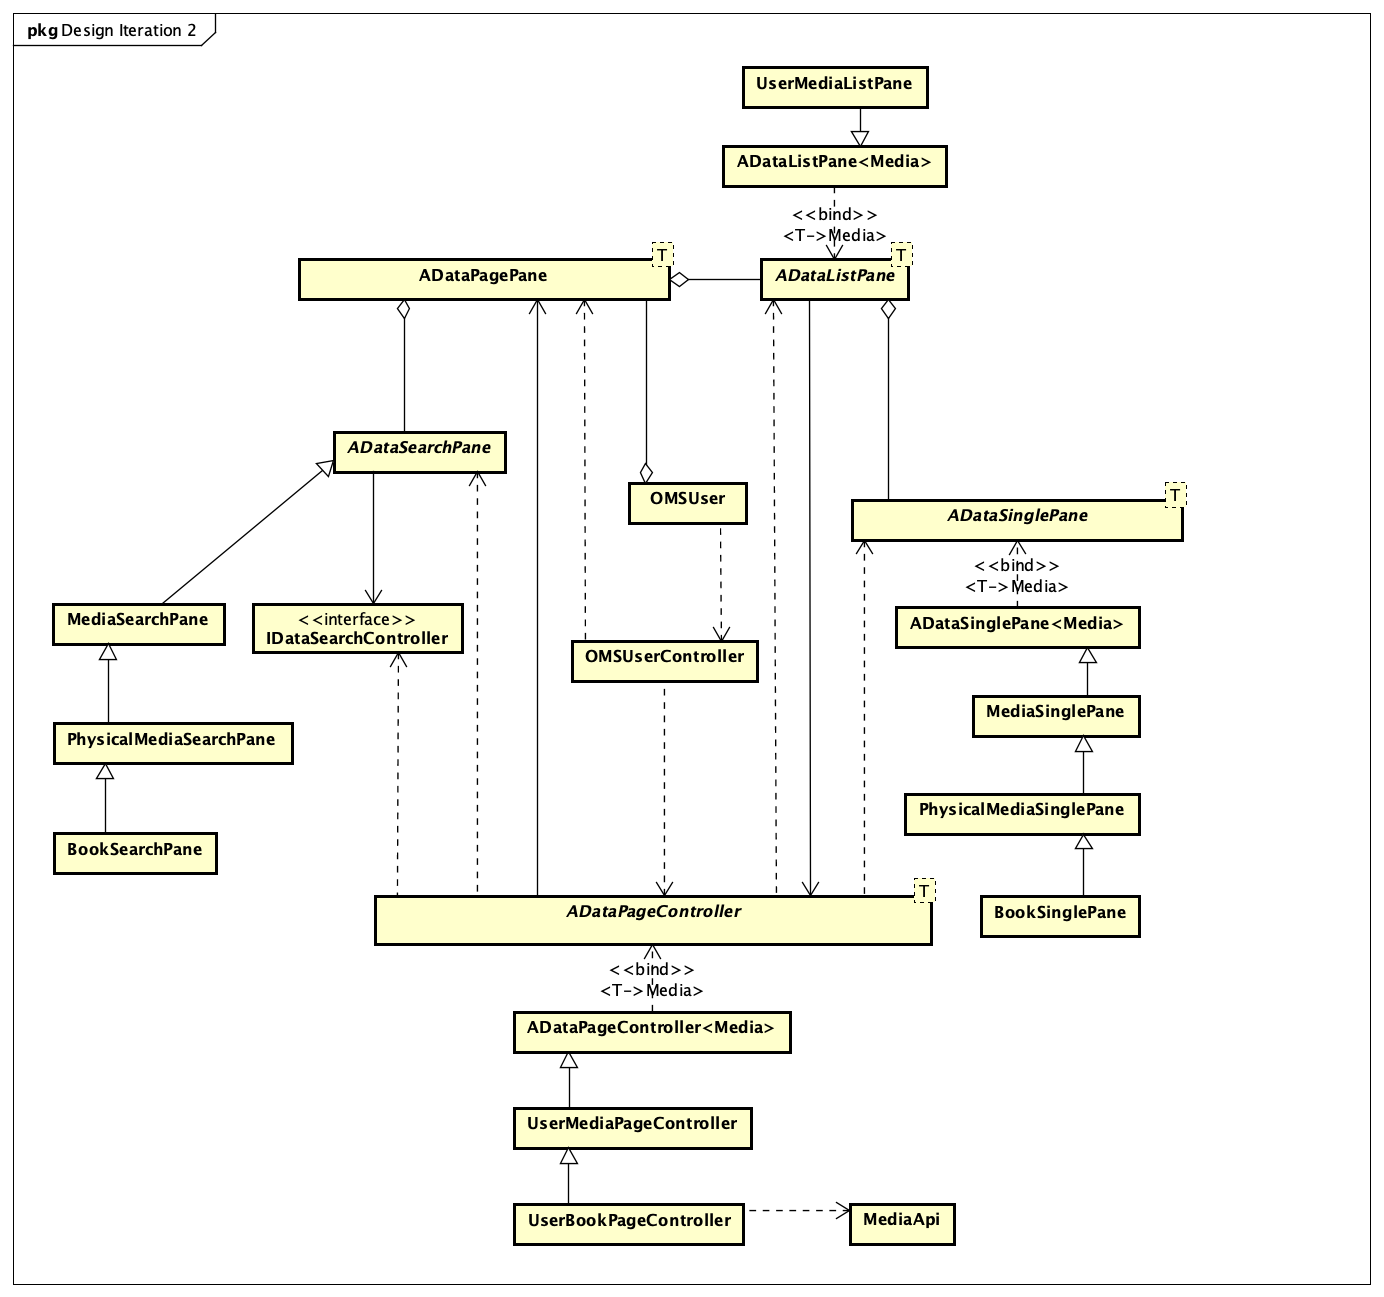 pkg Design Iteration 2
UserMediaListPane
ADataListPane<Media>
<<bind>>
<T->Media>
T
ADataPagePane
T
ADataListPane
ADataSearchPane
OMSUser
T
ADataSinglePane
<<bind>>
<T->Media>
MediaSearchPane
<<interface>>
IDataSearchController
ADataSinglePane<Media>
OMSUserController
MediaSinglePane
PhysicalMediaSearchPane
PhysicalMediaSinglePane
BookSearchPane
T
ADataPageController
BookSinglePane
<<bind>>
<T->Media>
ADataPageController<Media>
UserMediaPageController
UserBookPageController
MediaApi